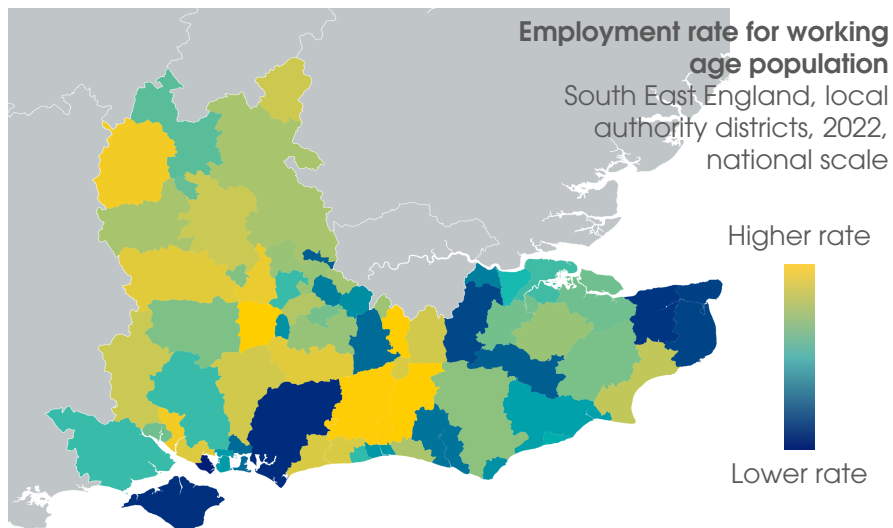 Employment rate for working
age population
South East England, local
authority districts, 2022,
national scale
Higher rate
Lower rate